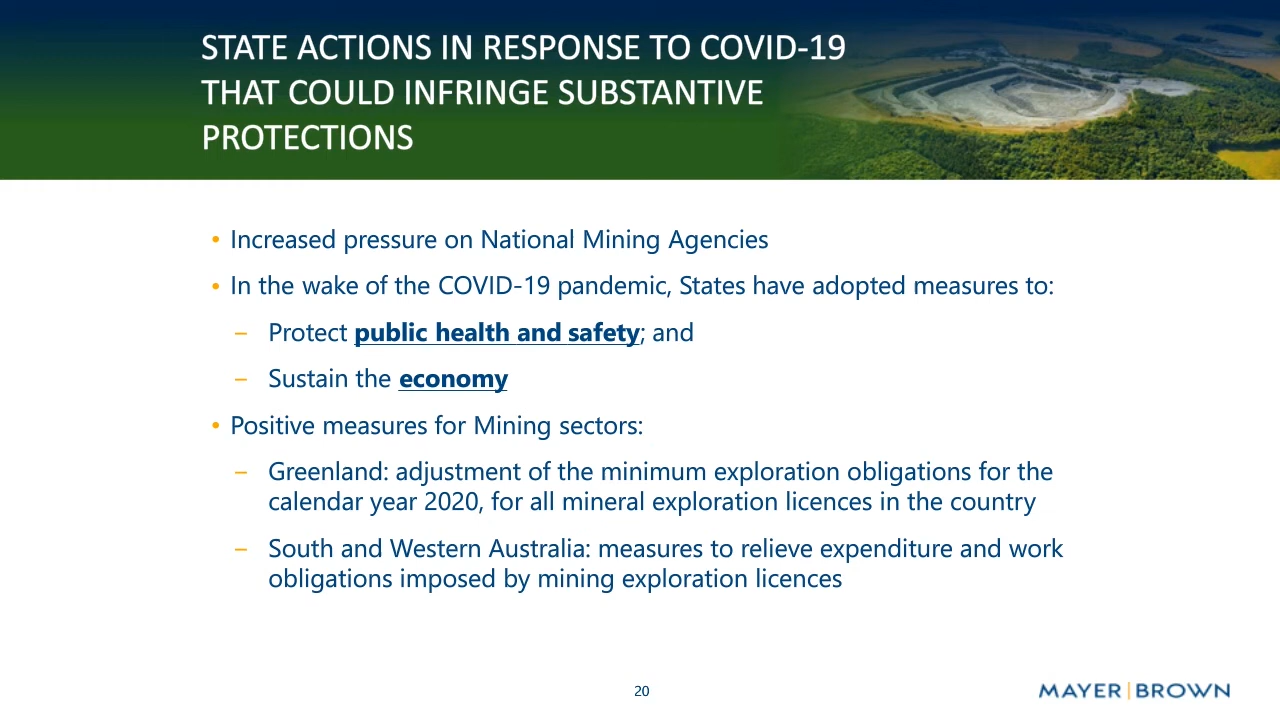 STATE ACTIONS IN RESPONSE TO COVID-19
THAT COULD INFRINGE SUBSTANTIVE
PROTECTIONS
• Increased pressure on National Mining Agencies
• In the wake of the COVID-19 pandemic, States have adopted measures to:
– Protect public health and safety; and
– Sustain the economy
• Positive measures for Mining sectors:
– Greenland: adjustment of the minimum exploration obligations for the
calendar year 2020, for all mineral exploration licences in the country
– South and Western Australia: measures to relieve expenditure and work
obligations imposed by mining exploration licences
20
MAYER|BROWN